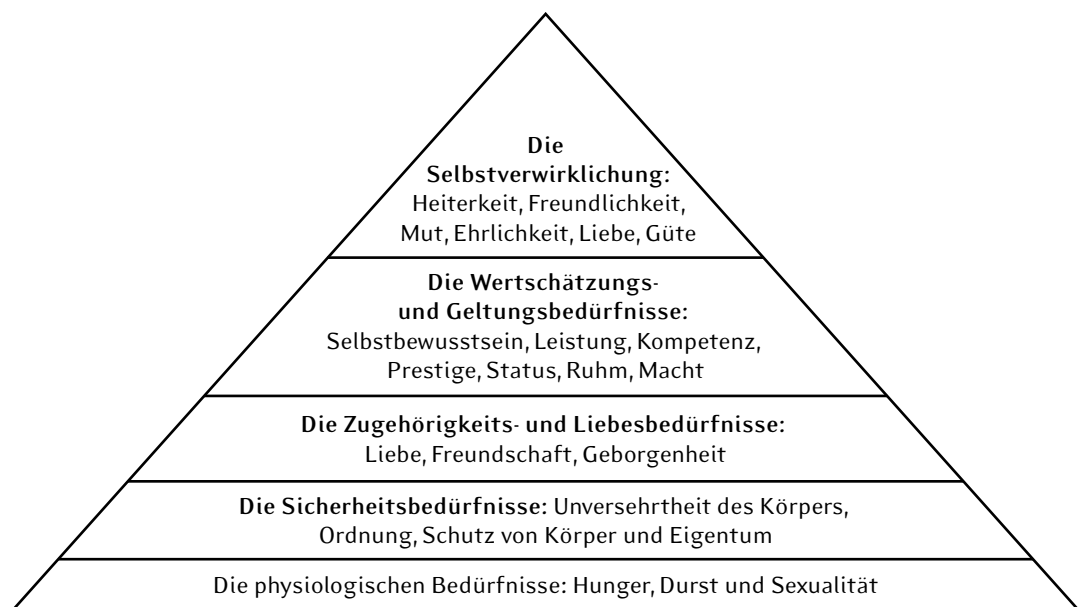 Die
Selbstverwirklichung:
Heiterkeit, Freundlichkeit,
Mut, Ehrlichkeit, Liebe, Güte
Die Wertschätzungs-
und Geltungsbedürfnisse:
Selbstbewusstsein, Leistung, Kompetenz,
Prestige, Status, Ruhm, Macht
Die Zugehörigkeits- und Liebesbedürfnisse:
Liebe, Freundschaft, Geborgenheit
Die Sicherheitsbedürfnisse: Unversehrtheit des Körpers,
Ordnung, Schutz von Körper und Eigentum
Die physiologischen Bedürfnisse: Hunger, Durst und Sexualität